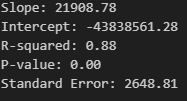 Slope: 21908.78
Intercept: -43838561.28
R-squared: 0.88
P-value: 0.00
Standard Error: 2648.81